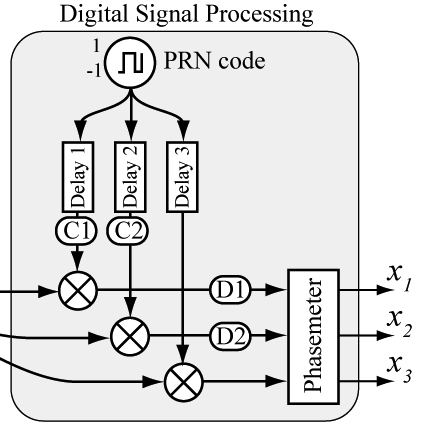 Digital Signal Processing
1
-1
PRN code
Delay 1
Delay 2
Delay 3
C1
C2
D1
D2
Phasemeter
x1
x2
x3